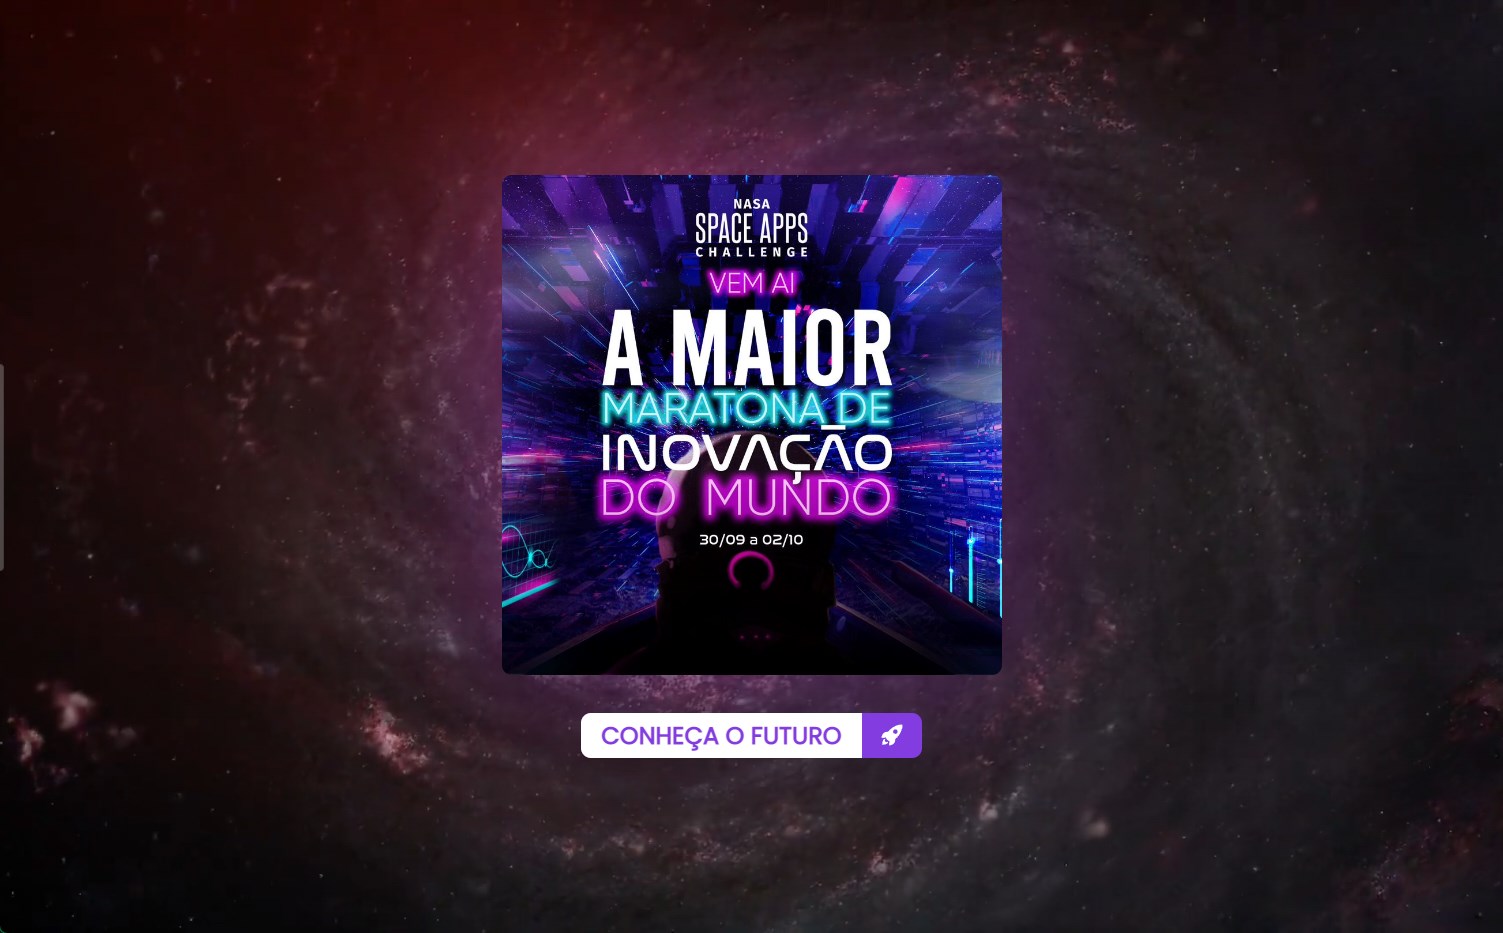 NASA
SPACE APPS
CHALLENGE
VEM AI
A MAIOR
MARATONA DE
INOVAÇÃO
DO MUNDO
30/09 a 02/10
CONHEÇA O FUTURO